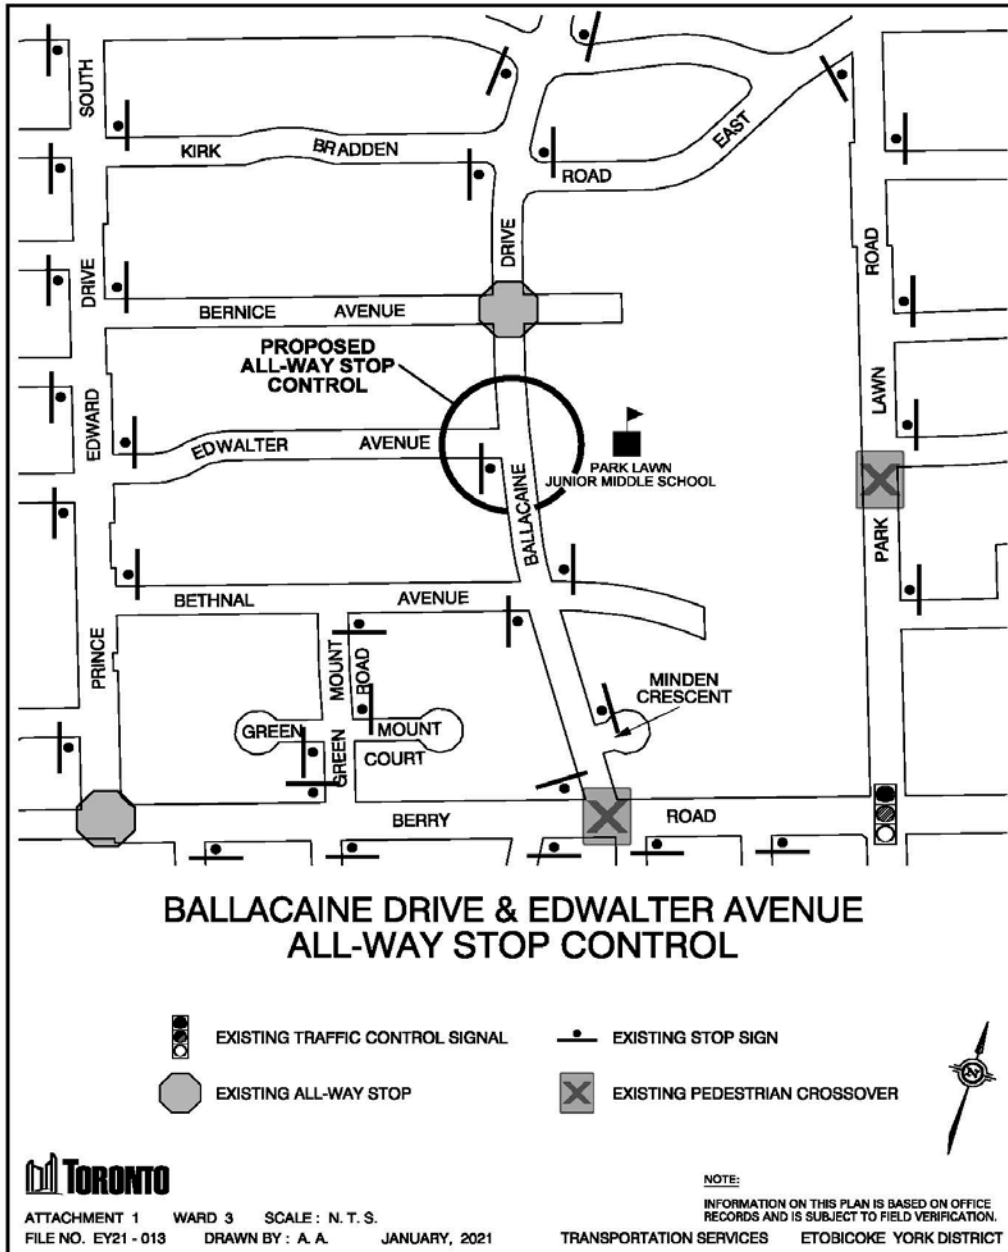 SOUTH
DRIVE
EDWARD
PRINCE
KIRK BRADDEN
ROAD
EAST
DRIVE
BERNICE AVENUE
PROPOSED
ALL-WAY STOP
CONTROL
EDWALTER AVENUE
BALLACAINE
PARK LAWN
JUNIOR MIDDLE SCHOOL
ROAD
LAWN
PARK
BETHNAL AVENUE
MOUNT
ROAD
GREEN
GREEN MOUNT
COURT
MINDEN
CRESCENT
BERRY ROAD
BALLACAINE DRIVE & EDWALTER AVENUE
ALL-WAY STOP CONTROL
EXISTING TRAFFIC CONTROL SIGNAL
EXISTING STOP SIGN
EXISTING ALL-WAY STOP
EXISTING PEDESTRIAN CROSSOVER
N
TORONTO
NOTE:
INFORMATION ON THIS PLAN IS BASED ON OFFICE
RECORDS AND IS SUBJECT TO FIELD VERIFICATION.
ATTACHMENT 1 WARD 3 SCALE : N. T. S.
FILE NO. EY21 - 013 DRAWN BY : A. A. JANUARY, 2021 TRANSPORTATION SERVICES ETOBICOKE YORK DISTRICT